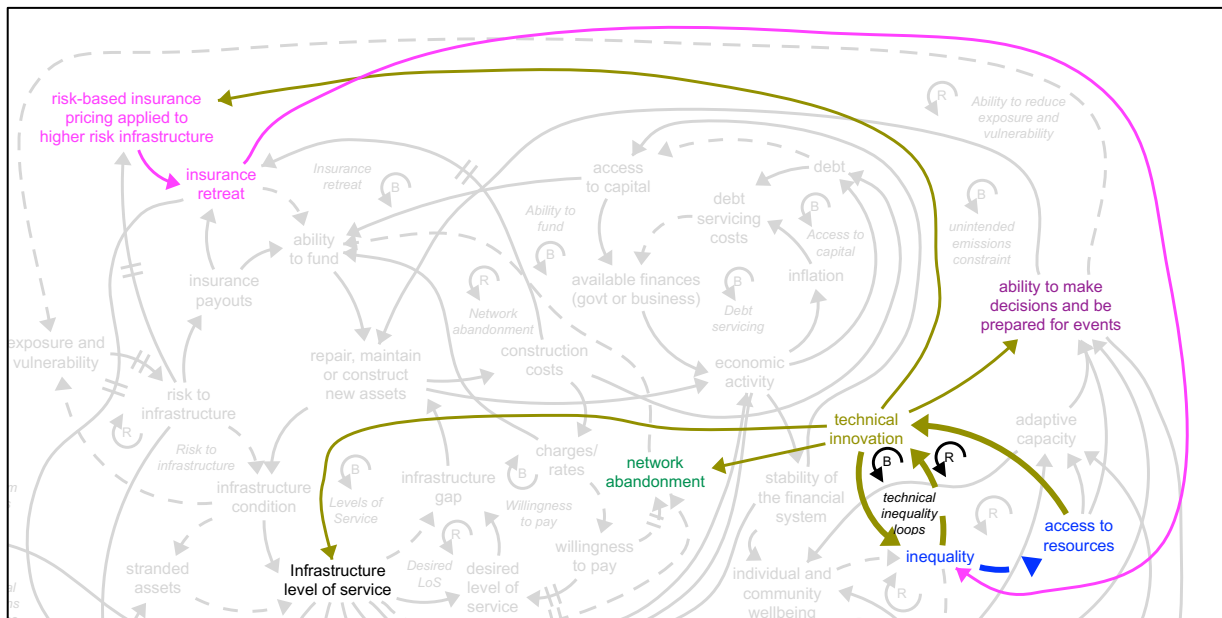 risk-based insurance
pricing applied to
higher risk infrastructure
insurance
retreat
Insurance
retreat
B
ability
to fund
insurance
payouts
exposure and
vulnerability
risk to
infrastructure
R
Risk to
infrastructure
infrastructure
condition
stranded
assets
B
Levels of
Service
Infrastructure
level of service
repair, maintain
or construct
new assets
R
Network
abandonment
Ability to
fund
B
construction
costs
infrastructure
gap
charges/
rates
B
Willingness
to pay
R
Desired
LoS
desired
level of
service
willingness
to pay
network
abandonment
access
to capital
debt
debt
servicing
costs
B
Access to
capital
available finances
(govt or business)
inflation
B
Debt
servicing
economic
activity
stability of
the financial
system
individual and
community
wellbeing
R
Ability to reduce
exposure and
vulnerability
B
unintended
emissions
constraint
ability to make
decisions and be
prepared for events
technical
innovation
B
R
technical
inequality
loops
adaptive
capacity
R
access to
resources
inequality
R